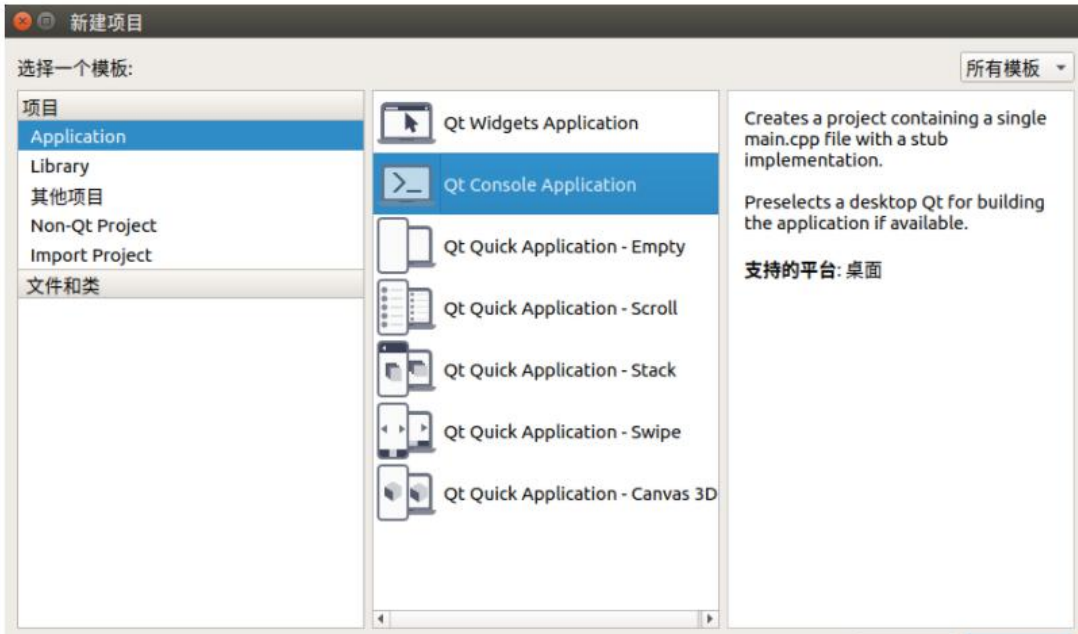 新建项目
选择一个模板:
所有模板
项目
Application
Library
其他项目
Non-Qt Project
Import Project
文件和类
Qt Widgets Application
Qt Console Application
Qt Quick Application - Empty
Qt Quick Application - Scroll
Qt Quick Application - Stack
Qt Quick Application - Swipe
Qt Quick Application - Canvas 3D
Creates a project containing a single
main.cpp file with a stub
implementation.
Preselects a desktop Qt for building
the application if available.
支持的平台: 桌面